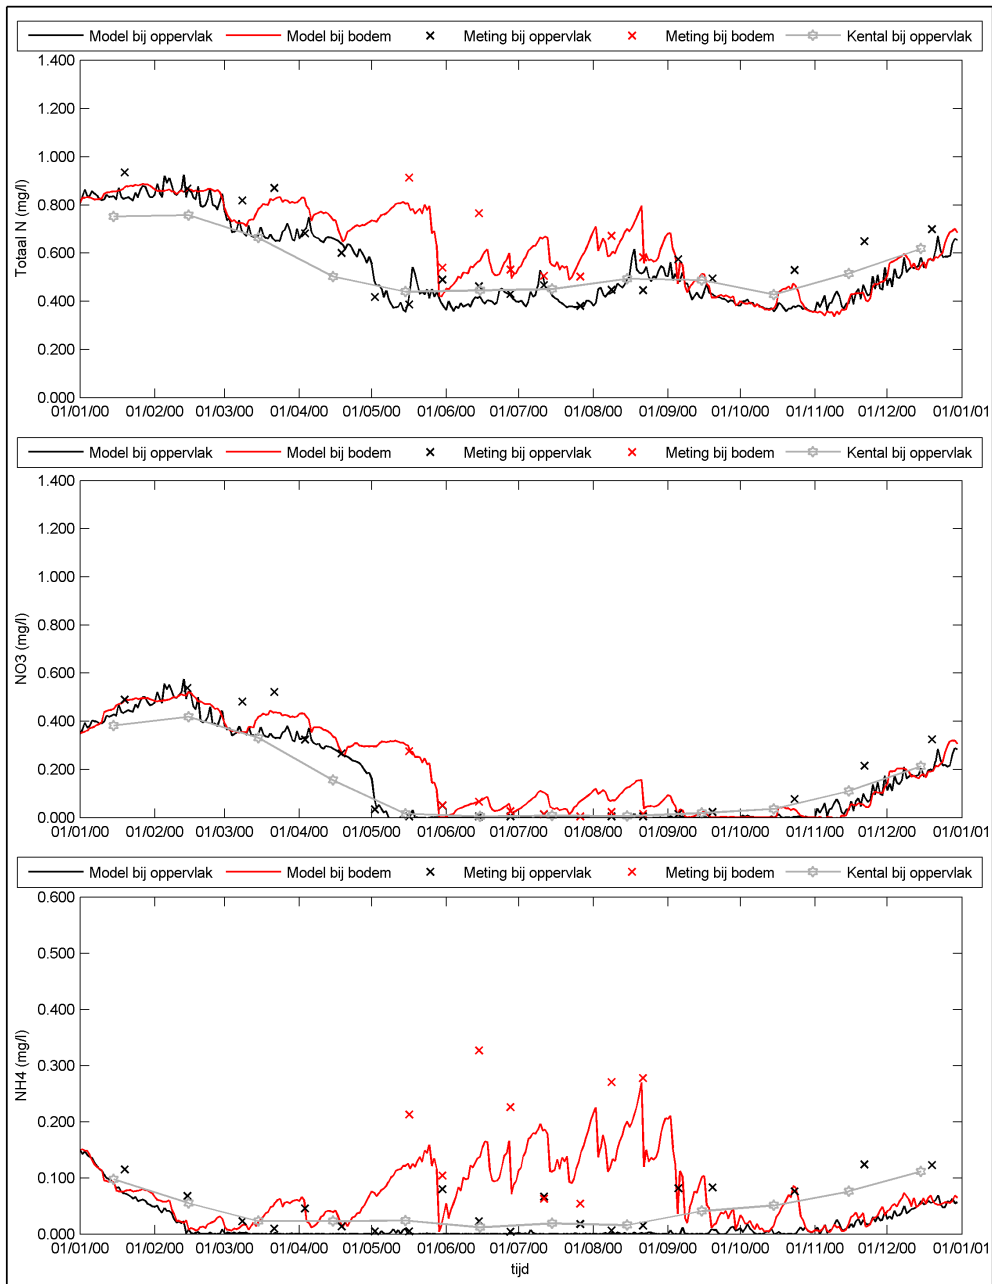 Model bij oppervlak Model bij bodem Meting bij oppervlak Meting bij bodem Kental bij oppervlak
1.400
1.200
1.000
0.800
0.600
0.400
0.200
0.000
Totaal N (mg/l)
01/01/00 01/02/00 01/03/00 01/04/00 01/05/00 01/06/00 01/07/00 01/08/00 01/09/00 01/10/00 01/11/00 01/12/00 01/01/01
Model bij oppervlak Model bij bodem Meting bij oppervlak Meting bij bodem Kental bij oppervlak
1.400
1.200
1.000
0.800
0.600
0.400
0.200
0.000
NO3 (mg/l)
01/01/00 01/02/00 01/03/00 01/04/00 01/05/00 01/06/00 01/07/00 01/08/00 01/09/00 01/10/00 01/11/00 01/12/00 01/01/01
Model bij oppervlak Model bij bodem Meting bij oppervlak Meting bij bodem Kental bij oppervlak
0.600
0.500
0.400
0.300
0.200
0.100
0.000
NH4 (mg/l)
01/01/00 01/02/00 01/03/00 01/04/00 01/05/00 01/06/00 01/07/00 01/08/00 01/09/00 01/10/00 01/11/00 01/12/00 01/01/01
tijd